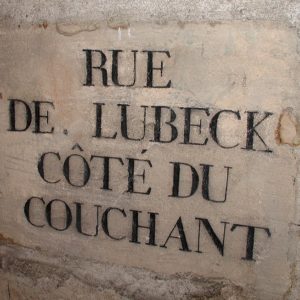 RUE
DE. LUBECK
CÔTÉ DU
COUCHANT